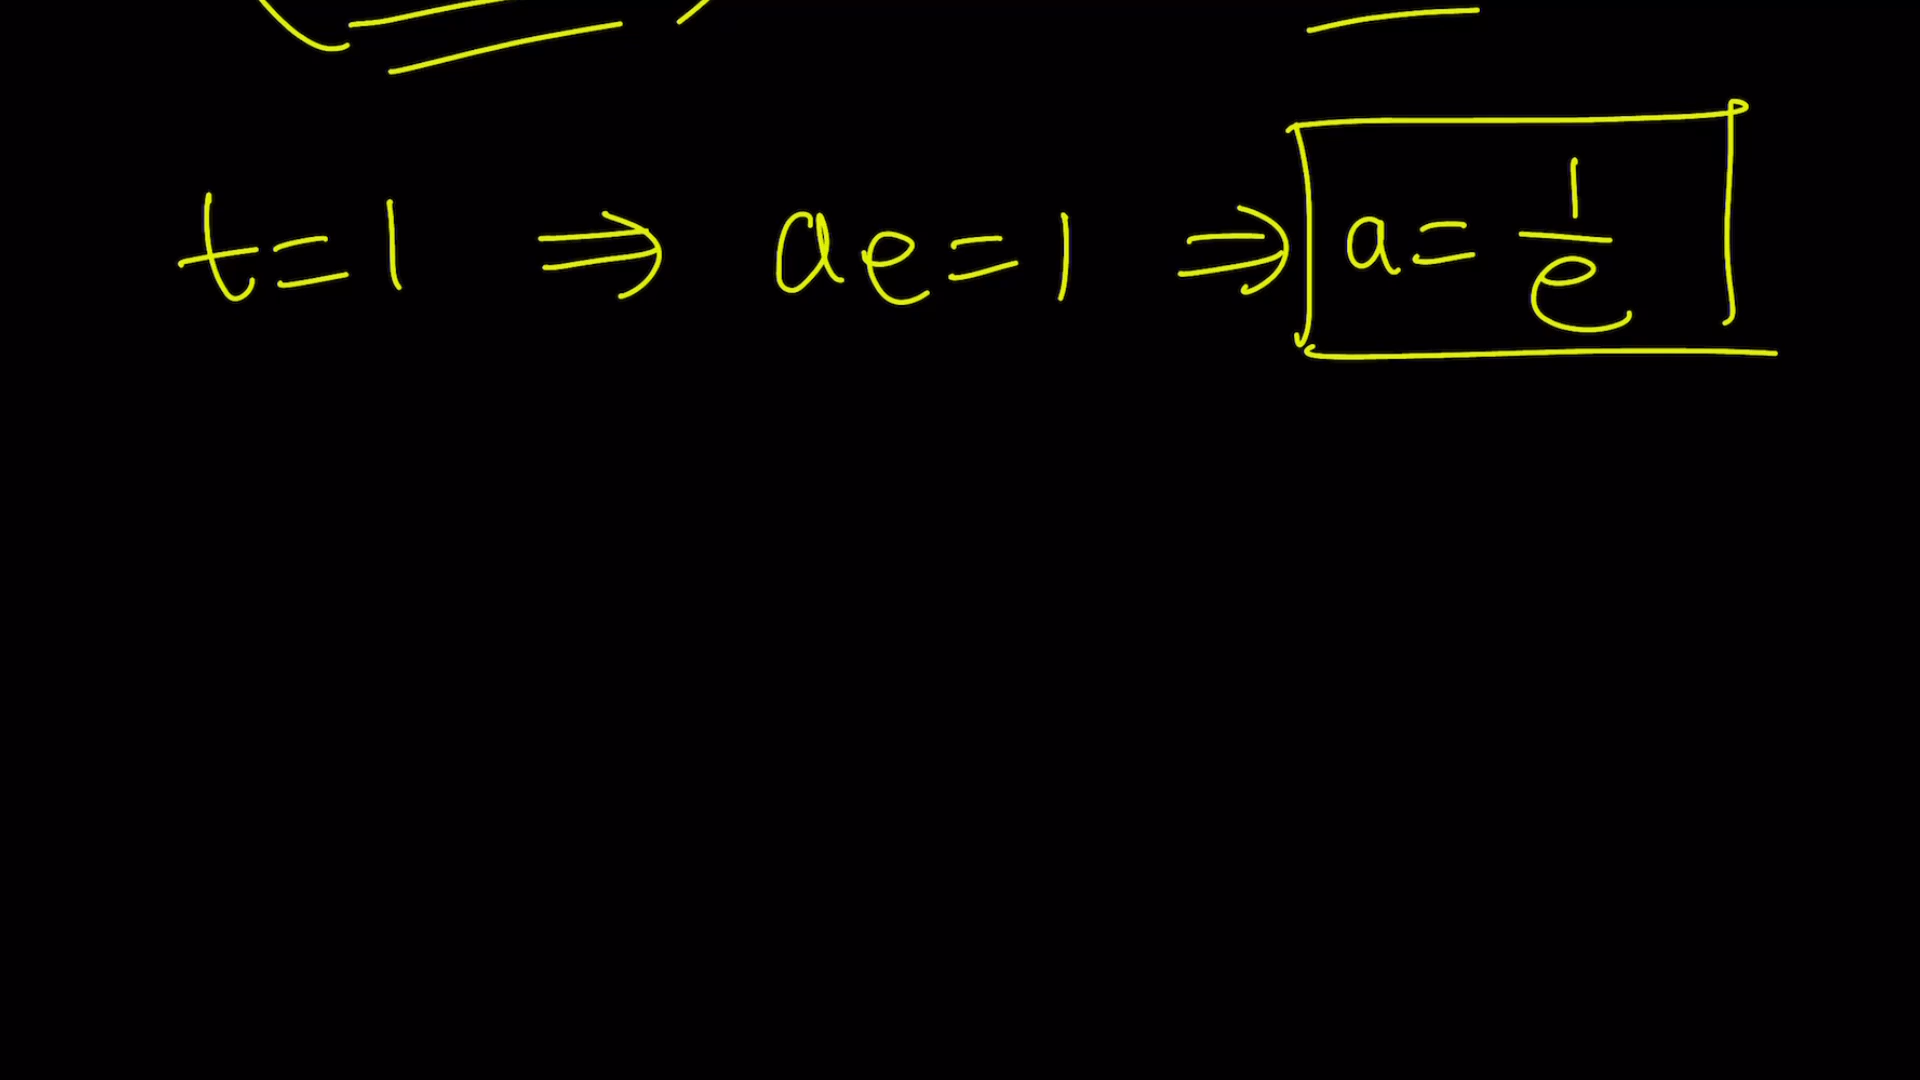 t=1 ⇒ ae=1 ⇒ a= 1/e